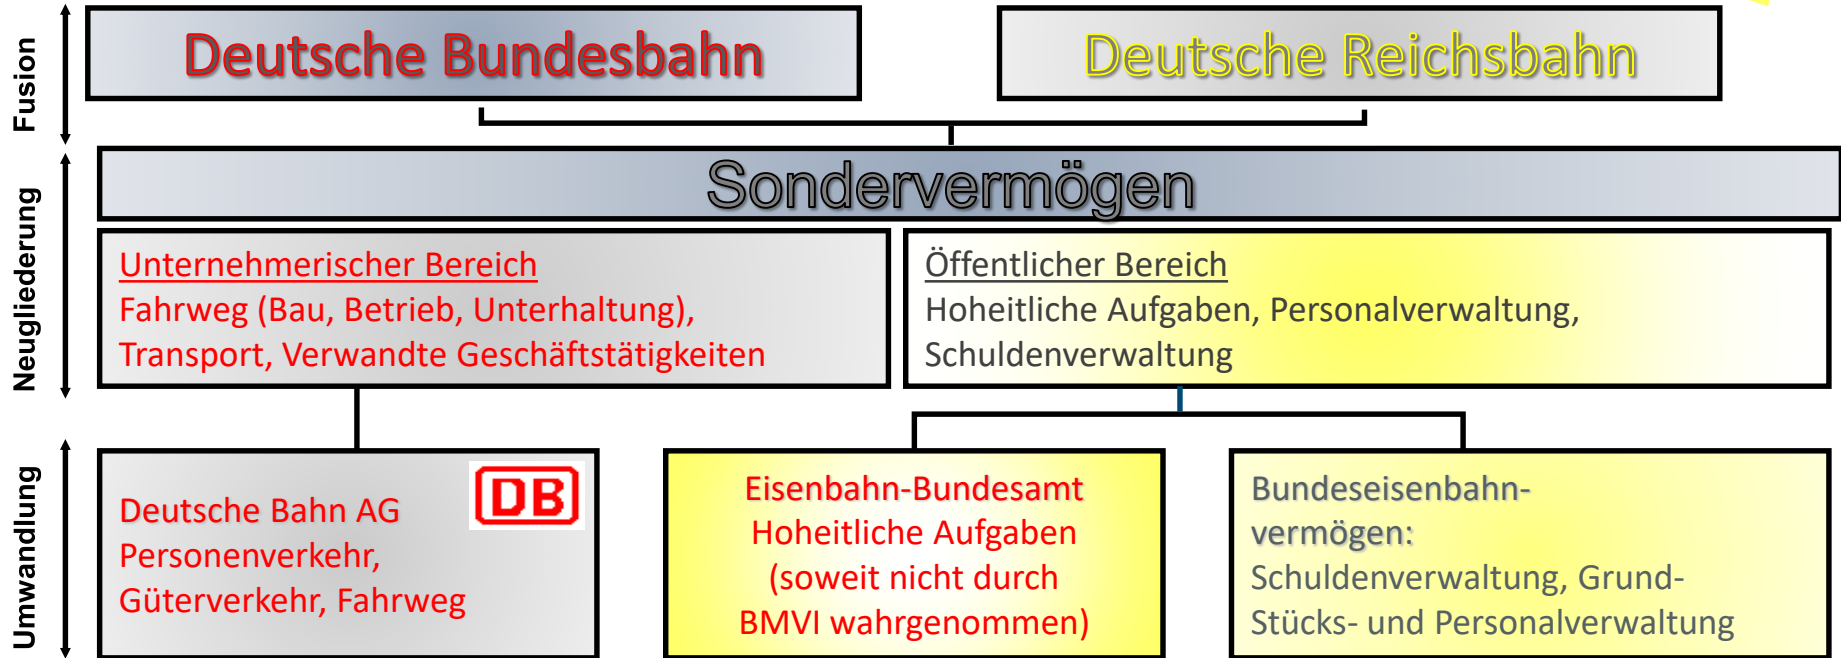 Fusion
Deutsche Bundesbahn
Deutsche Reichsbahn
Neugliederung
Sondervermögen
Unternehmerischer Bereich
Fahrweg (Bau, Betrieb, Unterhaltung),
Transport, Verwandte Geschäftstätigkeiten
Öffentlicher Bereich
Hoheitliche Aufgaben, Personalverwaltung,
Schuldenverwaltung
Umwandlung
Deutsche Bahn AG
Personenverkehr,
Güterverkehr, Fahrweg
DB
Eisenbahn-Bundesamt
Hoheitliche Aufgaben
(soweit nicht durch
BMVI wahrgenommen)
Bundeseisenbahn-
vermögen:
Schuldenverwaltung, Grund-
Stücks- und Personalverwaltung